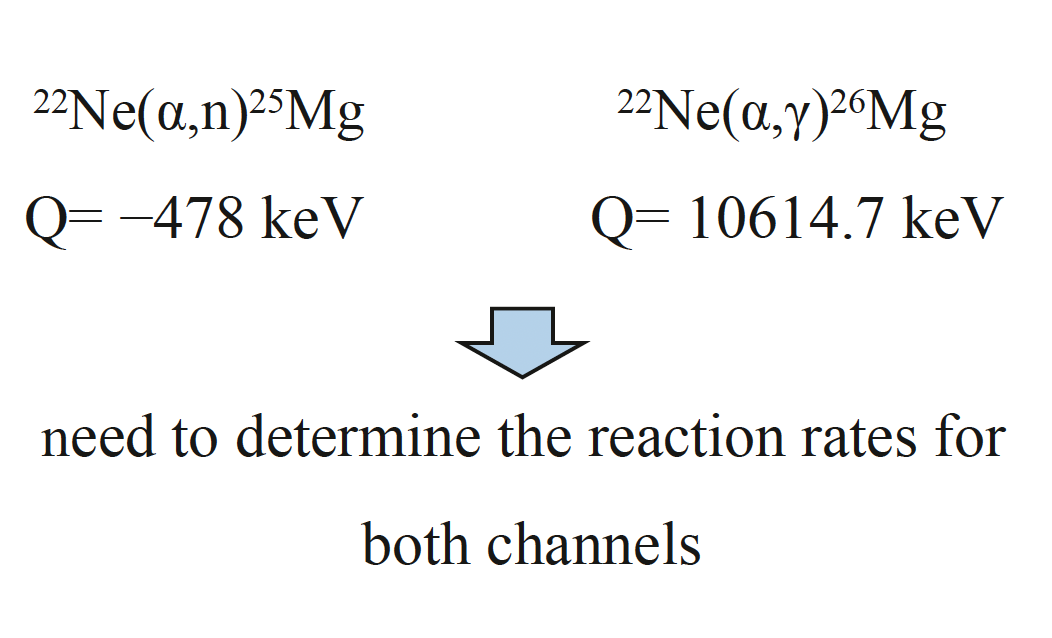 ²²Ne(α,n)²⁵Mg
²²Ne(α,γ)²⁶Mg
Q= −478 keV
Q= 10614.7 keV
need to determine the reaction rates for
both channels